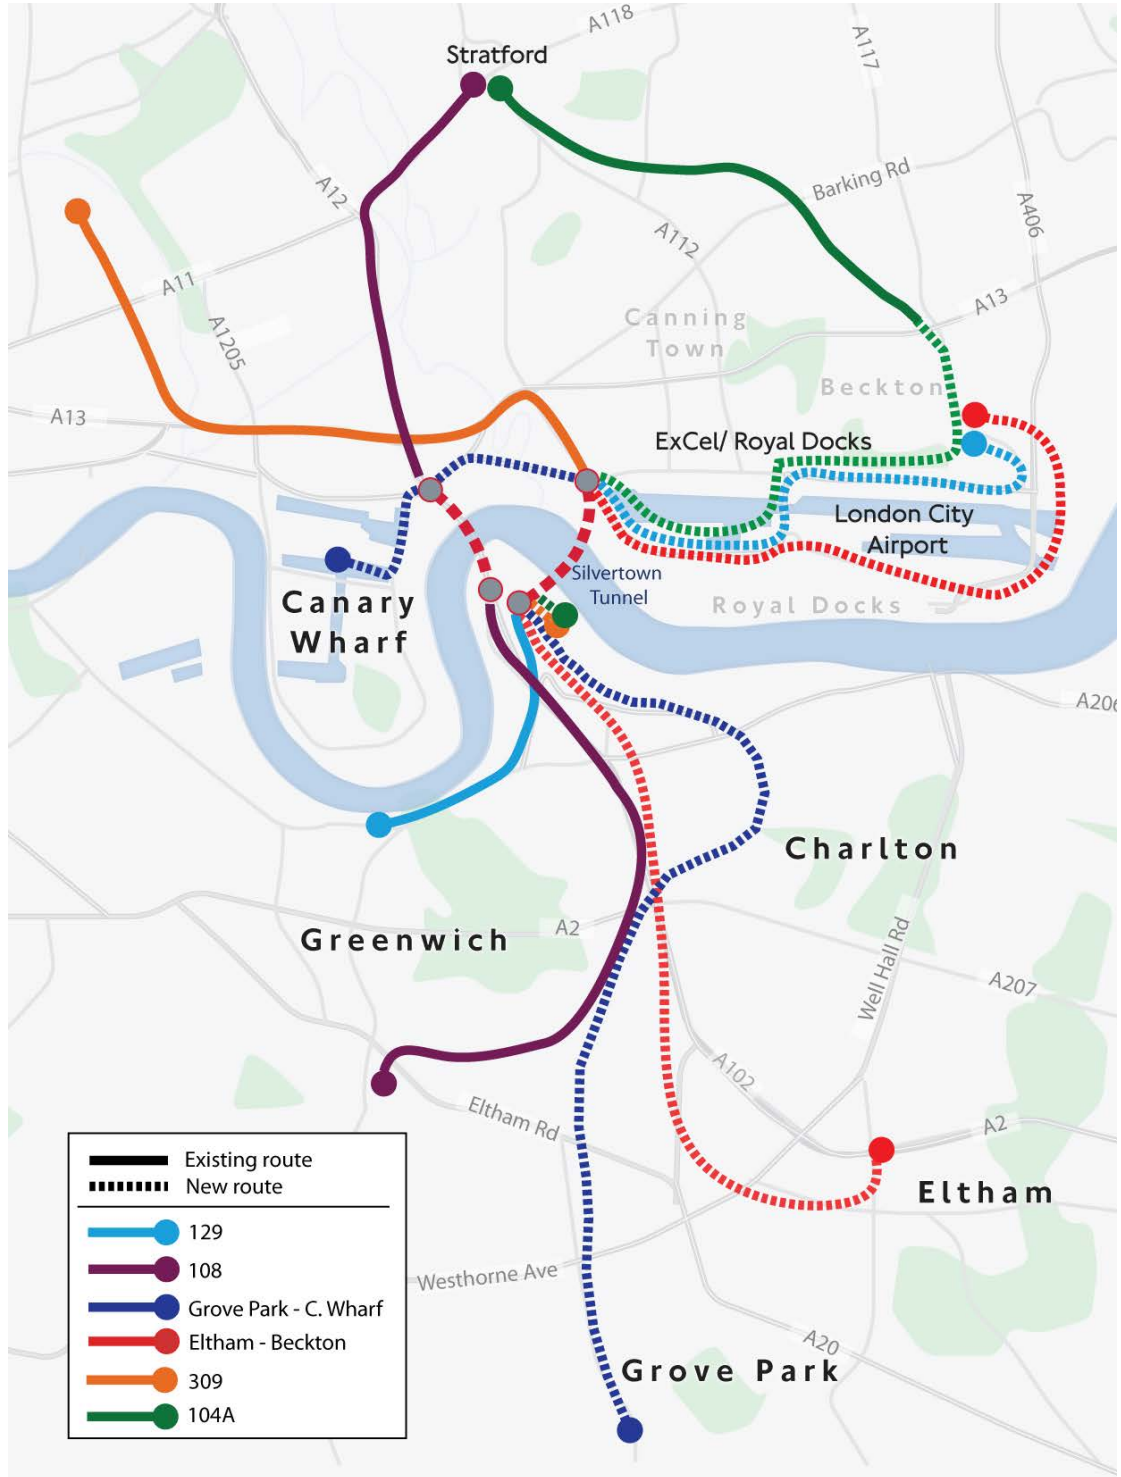 A118
Stratford
A117
Barking Rd
A12
A406
A112
A11
A13
Canning
Town
A1205
Beckton
A13
ExCel/ Royal Docks
London City
Airport
Silvertown
Tunnel
Canary
Wharf
Royal Docks
A206
Charlton
Greenwich
A2
Well Hall Rd
A207
A102
Eltham Rd
A2
Eltham
Westhorne Ave
A20
Grove Park
Existing route
New route
129
108
Grove Park - C. Wharf
Eltham - Beckton
309
104A